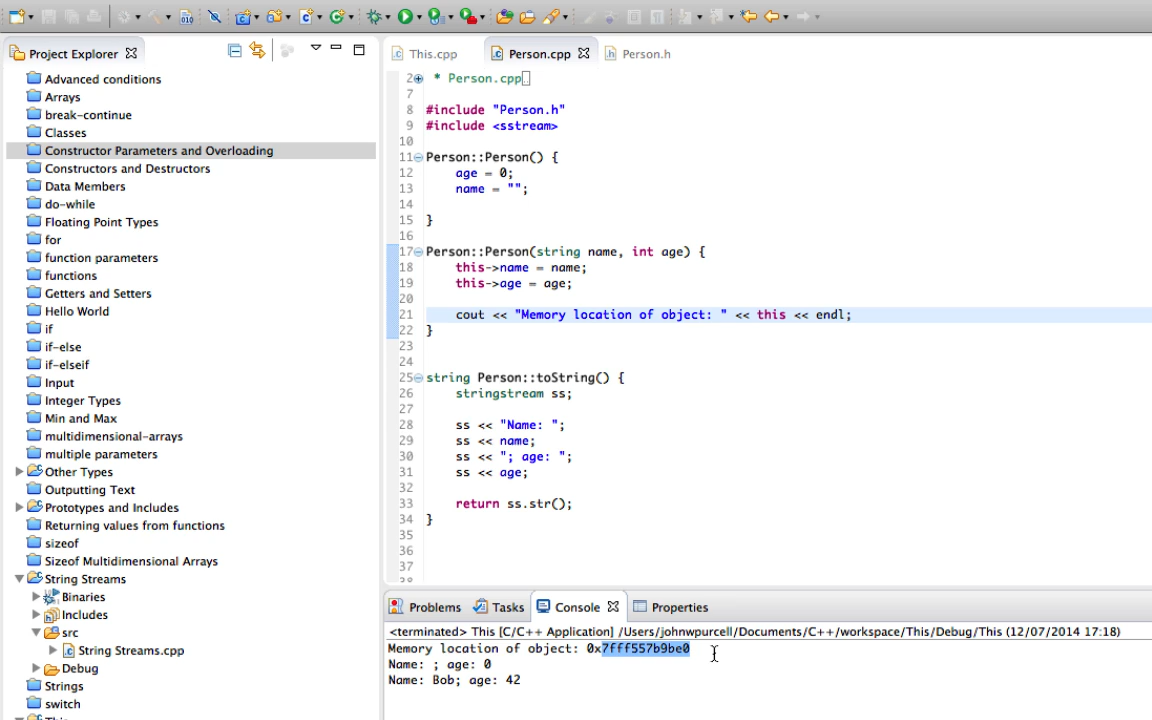 Project Explorer
Advanced conditions
Arrays
break-continue
Classes
Constructor Parameters and Overloading
Constructors and Destructors
Data Members
do-while
Floating Point Types
for
function parameters
functions
Getters and Setters
Hello World
if
if-else
if-elseif
Input
Integer Types
Min and Max
multidimensional-arrays
multiple parameters
Other Types
Outputting Text
Prototypes and Includes
Returning values from functions
sizeof
Sizeof Multidimensional Arrays
String Streams
Binaries
Includes
src
String Streams.cpp
Debug
Strings
switch
This.cpp Person.cpp Person.h
2 * Person.cpp
7
8 #include "Person.h"
9 #include <sstream>
10
11 Person::Person() {
12 age = 0;
13 name = "";
14
15 }
16
17 Person::Person(string name, int age) {
18 this->name = name;
19 this->age = age;
20
21 cout << "Memory location of object: " << this << endl;
22 }
23
24
25 string Person::toString() {
26 stringstream ss;
27
28 ss << "Name: ";
29 ss << name;
30 ss << "; age: ";
31 ss << age;
32
33 return ss.str();
34 }
35
36
37
Problems Tasks Console Properties
<terminated> This [C/C++ Application] /Users/johnwpurcell/Documents/C++/workspace/This/Debug/This (12/07/2014 17:18)
Memory location of object: 0x7fff557b9be0
Name: ; age: 0
Name: Bob; age: 42